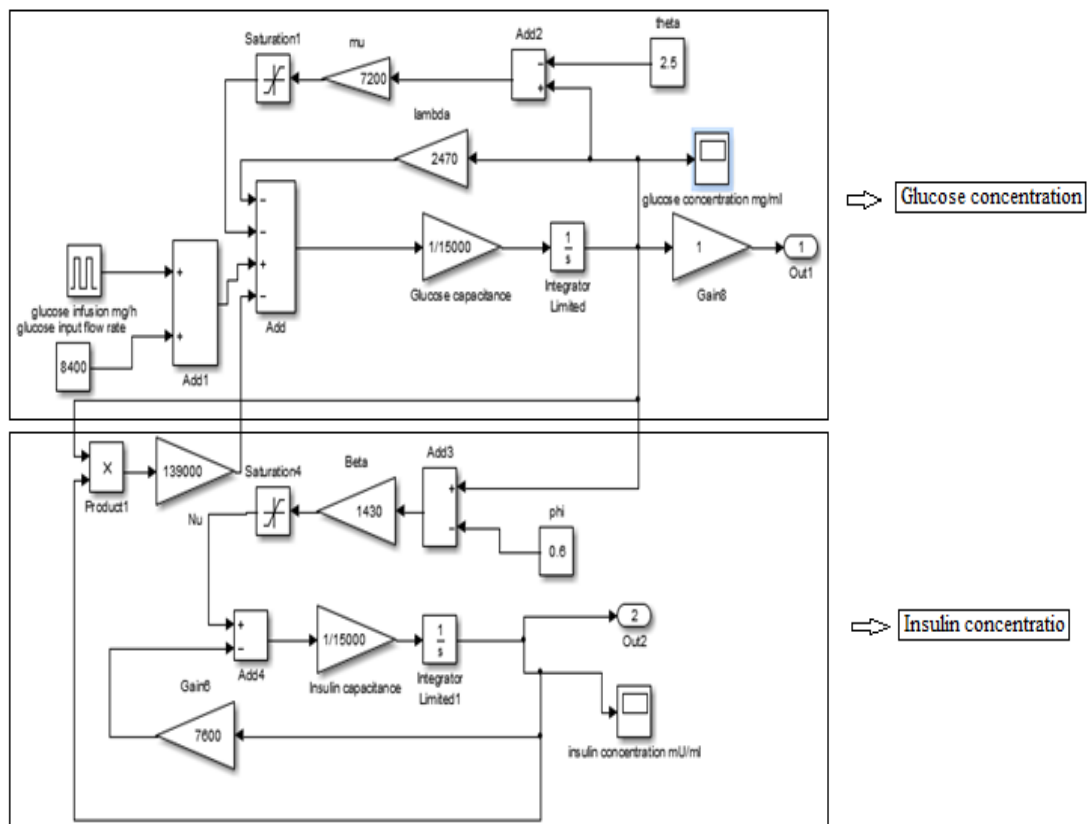 theta
Saturation1
mu
Add2
7200
2.5
−
+
lambda
2470
glucose concentration mg/ml
Glucose concentration
−
−
+
−
Add
1/15000
Glucose capacitance
1
s
Integrator
Limited
1
Gain8
1
Out1
glucose infusion mg/h
glucose input flow rate
8400
+
+
Add1
X
Product1
139000
Nu
Saturation4
Beta
1430
Add3
+
−
phi
0.6
+
−
Add4
1/15000
Insulin capacitance
1
s
Integrator
Limited1
2
Out2
Insulin concentratio
Gain6
7600
insulin concentration mU/ml